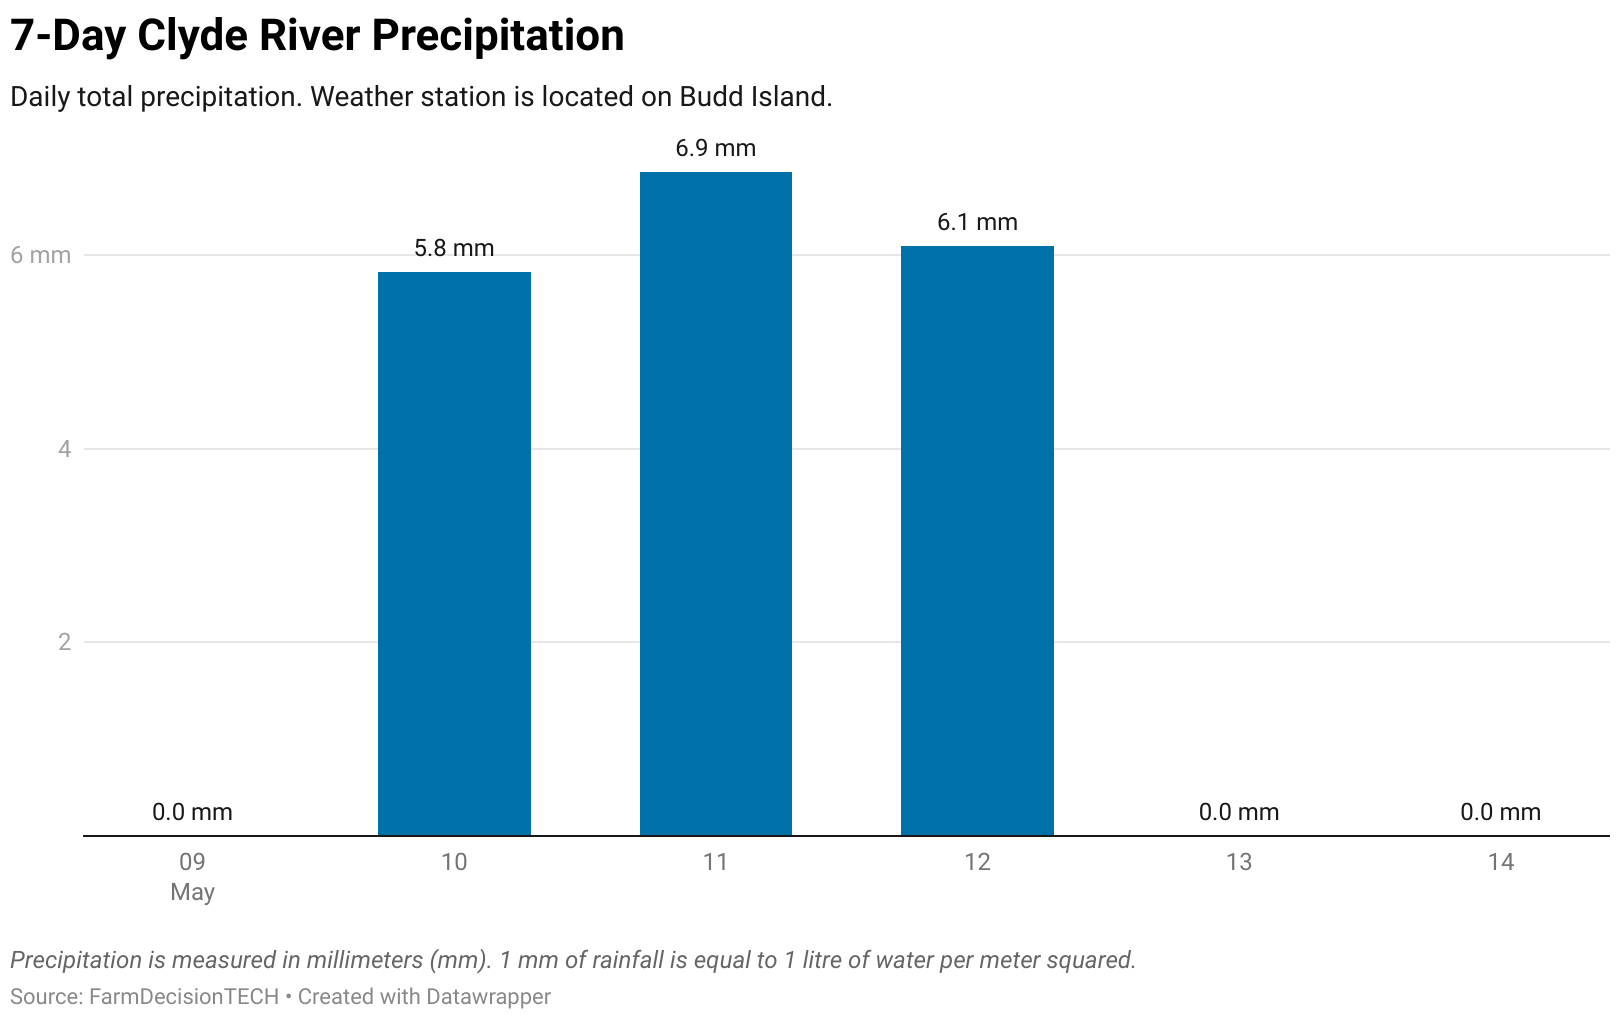 7-Day Clyde River Precipitation
Daily total precipitation. Weather station is located on Budd Island.
6.9 mm
6.1 mm
5.8 mm
6 mm
4
2
0.0 mm
0.0 mm
0.0 mm
09
10
11
12
13
14
May
Precipitation is measured in millimeters (mm). 1 mm of rainfall is equal to 1 litre of water per meter squared.
Source: FarmDecisionTECH • Created with Datawrapper